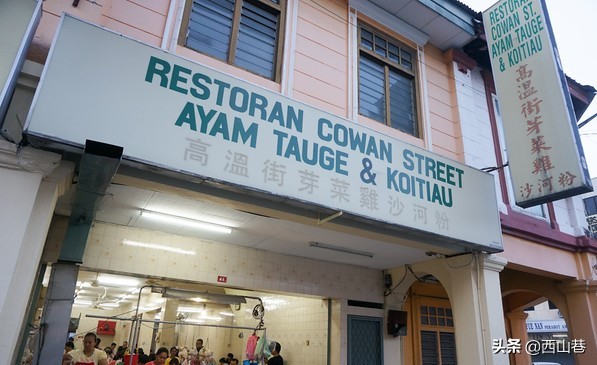 RESTORAN COWAN STREET
AYAM TAUGE & KOITIAU
高溫街芽菜雞沙河粉
RESTORAN
COWAN ST.
AYAM TAUGE
& KOITIAU
高溫街芽菜雞
沙河粉
头条 @西山巷